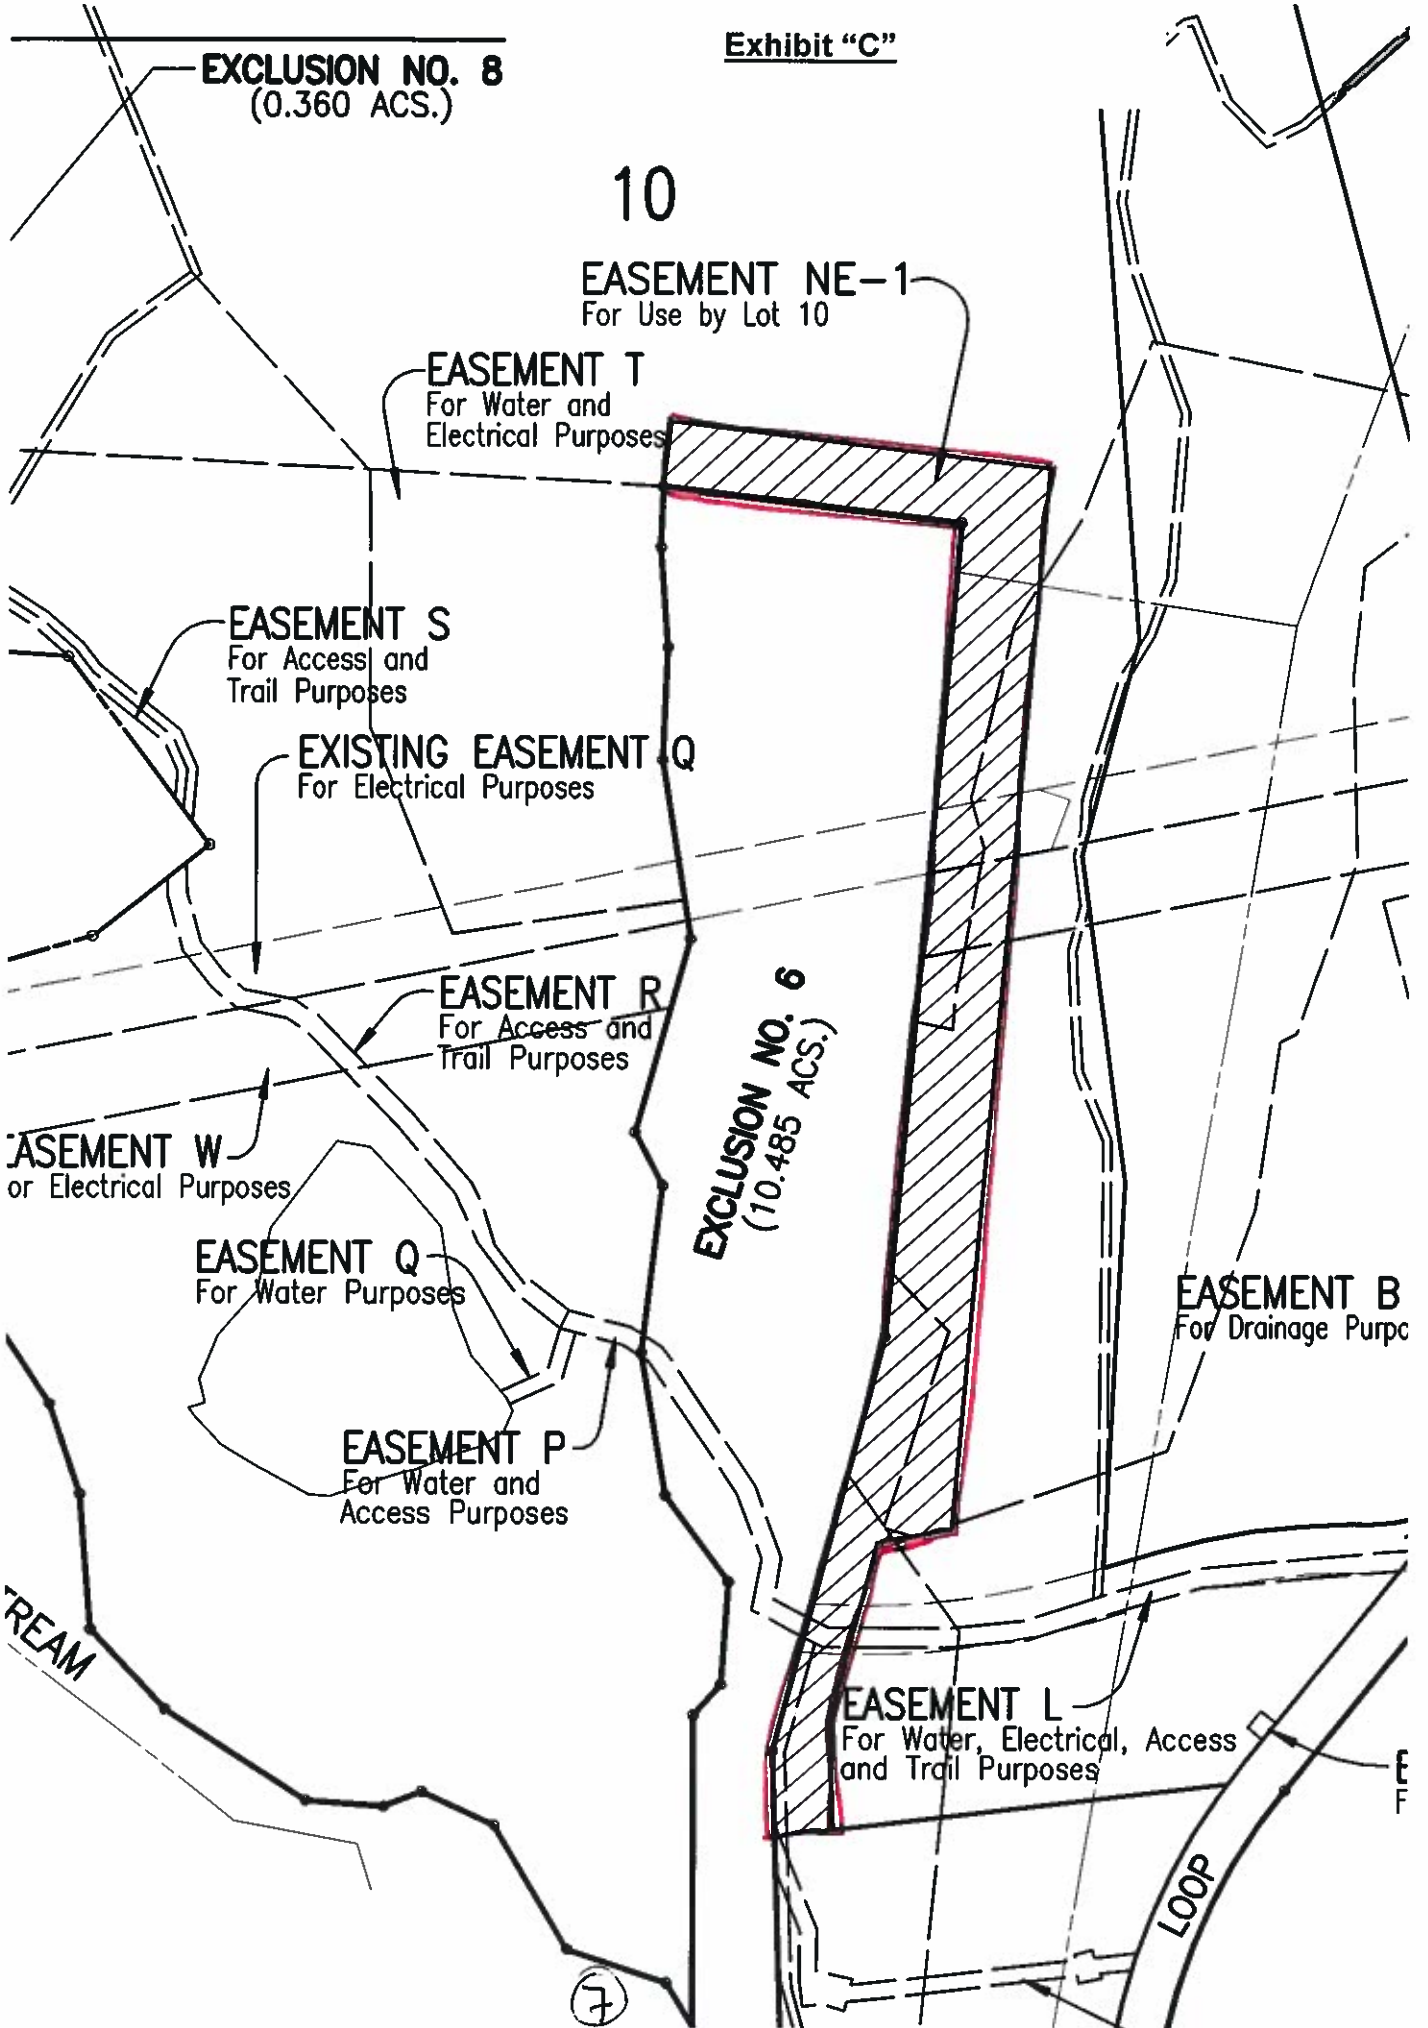 Exhibit “C”
EXCLUSION NO. 8
(0.360 ACS.)
10
EASEMENT NE-1
For Use by Lot 10
EASEMENT T
For Water and
Electrical Purposes
EASEMENT S
For Access and
Trail Purposes
EXISTING EASEMENT Q
For Electrical Purposes
EASEMENT R
For Access and
Trail Purposes
EXCLUSION NO. 6
(10.485 ACS.)
EASEMENT W
or Electrical Purposes
EASEMENT Q
For Water Purposes
EASEMENT B
For Drainage Purpo
EASEMENT P
For Water and
Access Purposes
TREAM
EASEMENT L
For Water, Electrical, Access
and Trail Purposes
E
F
LOOP
7